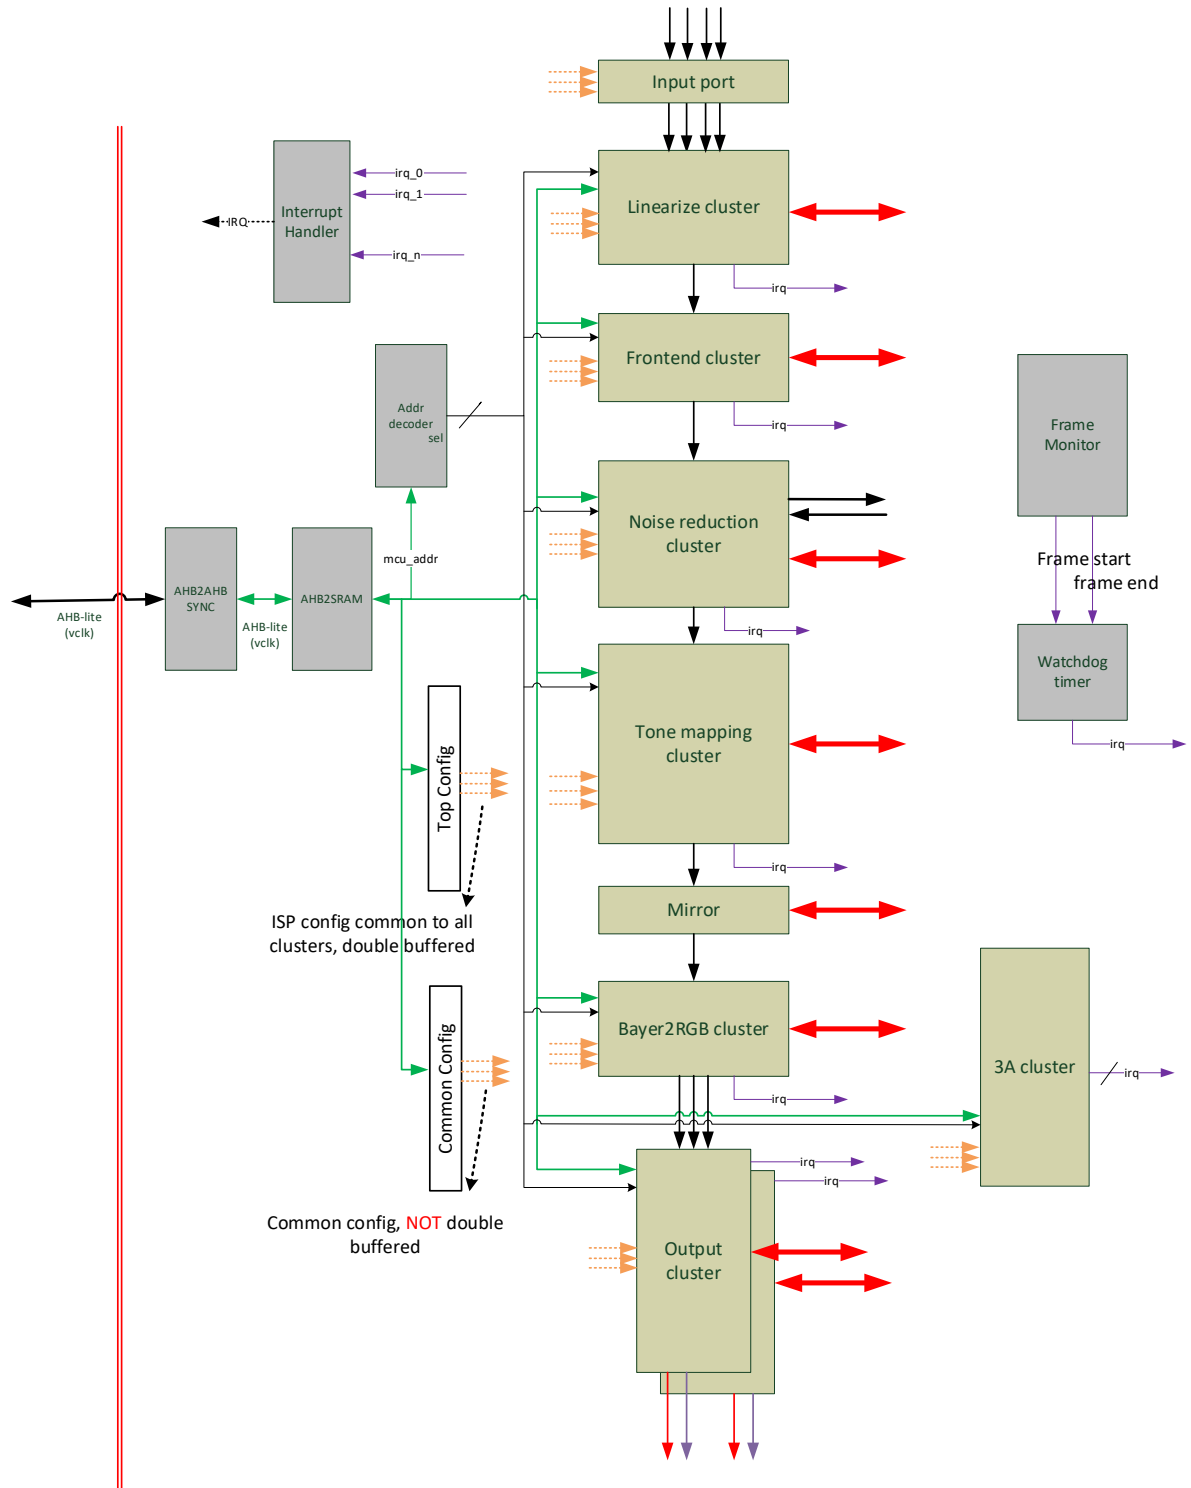 Input port
Interrupt
Handler
irq_0
irq_1
irq_n
IRQ
Linearize cluster
irq
Frontend cluster
irq
Addr
decoder
sel
Frame
Monitor
Noise reduction
cluster
irq
Frame start
frame end
mcu_addr
AHB2AHB
SYNC
AHB2SRAM
AHB-lite
(vclk)
AHB-lite
(vclk)
Watchdog
timer
irq
Tone mapping
cluster
irq
Top Config
ISP config common to all
clusters, double buffered
Mirror
Bayer2RGB cluster
irq
Common Config
3A cluster
irq
Common config, NOT double
buffered
Output
cluster
irq
irq